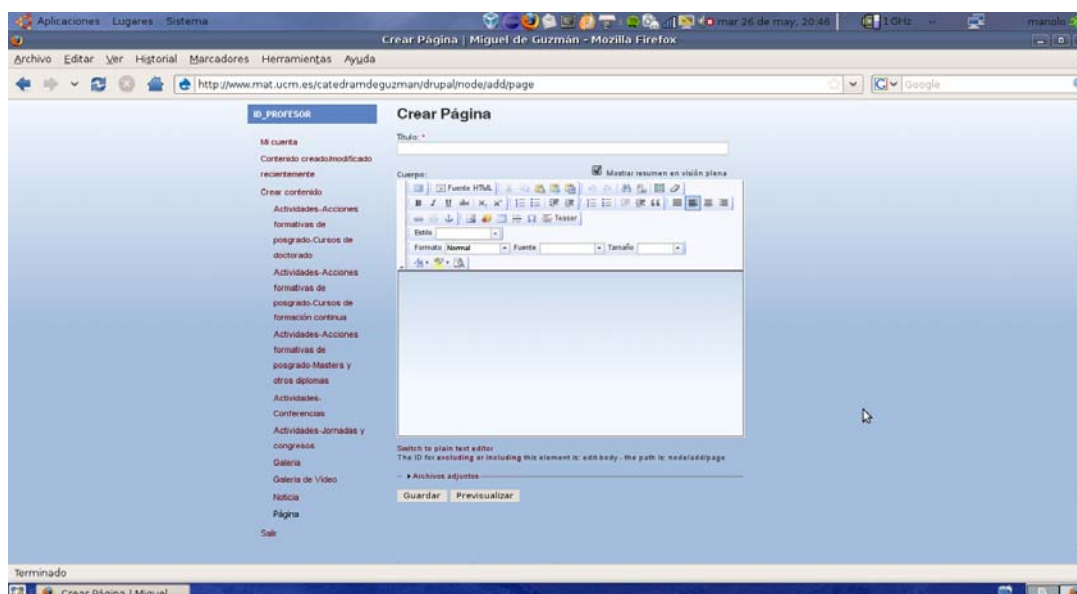 Aplicaciones Lugares Sistema
mar 26 de may, 20:46
1 GHz
manolo
Crear Página | Miguel de Guzmán - Mozilla Firefox
Archivo Editar Ver Historial Marcadores Herramientas Ayuda
http://www.mat.ucm.es/catedramdeguzman/drupal/node/add/page
Google
ID_PROFESOR
Mi cuenta
Contenido creado/modificado
recientemente
Crear contenido
Actividades-Acciones
formativas de
posgrado-Cursos de
doctorado
Actividades-Acciones
formativas de
posgrado-Cursos de
formación continua
Actividades-Acciones
formativas de
posgrado-Masters y
otros diplomas
Actividades-
Conferencias
Actividades-Jornadas y
congresos
Galeria
Galeria de Video
Noticia
Página
Salir
Crear Página
Título: *
Cuerpo:
Mostrar resumen en visión plena
Fuente HTML
Teaser
Estilo
Formato Normal Fuente Tamaño
Switch to plain text editor
The ID for excluding or including this element is: edit-body - the path is: node/add/page
Archivos adjuntos
Guardar Previsualizar
Terminado
Crear Página | Miguel